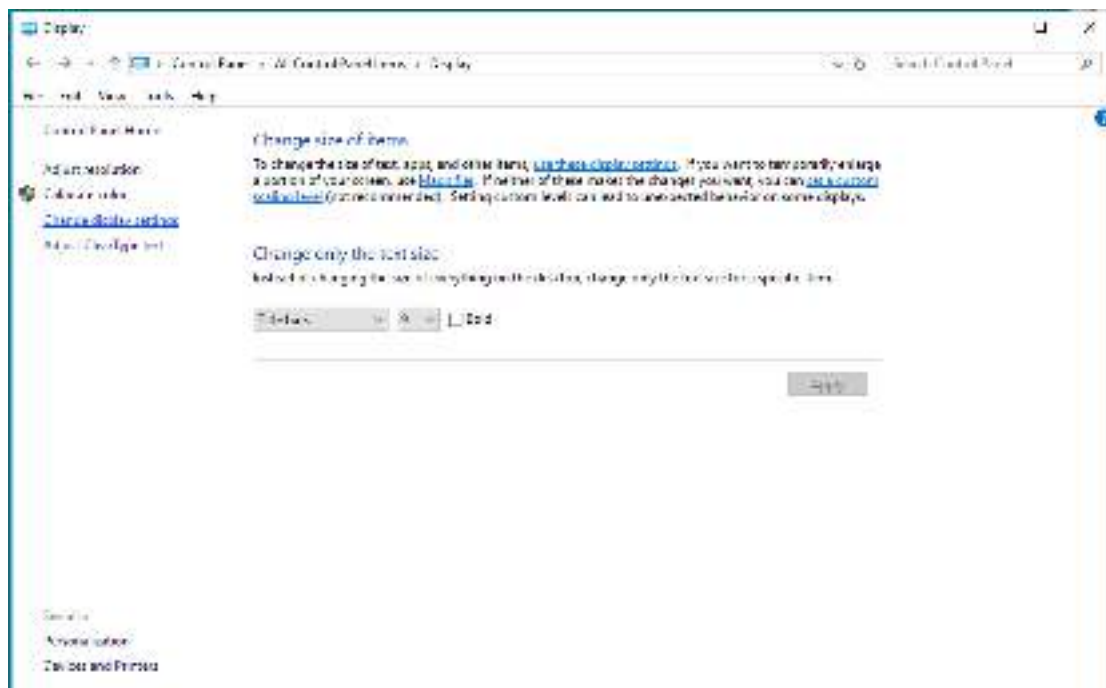 Display
Control Panel All Control Panel Items Display
File Edit View Tools Help
Control Panel Home
Adjust resolution
Calibrate color
Change display settings
Adjust ClearType text
Change size of items
To change the size of text, apps, and other items, use these display settings. If you want to temporarily enlarge
a portion of your screen, use Magnifier. If neither of these makes the changes you want, you can set a custom
scaling level (not recommended). Setting custom levels can lead to unexpected behavior on some displays.
Change only the text size
Instead of changing the size of everything on the desktop, change only the text size for a specific item.
Title bars 9 Bold
Apply
See also
Personalization
Devices and Printers
Search Control Panel